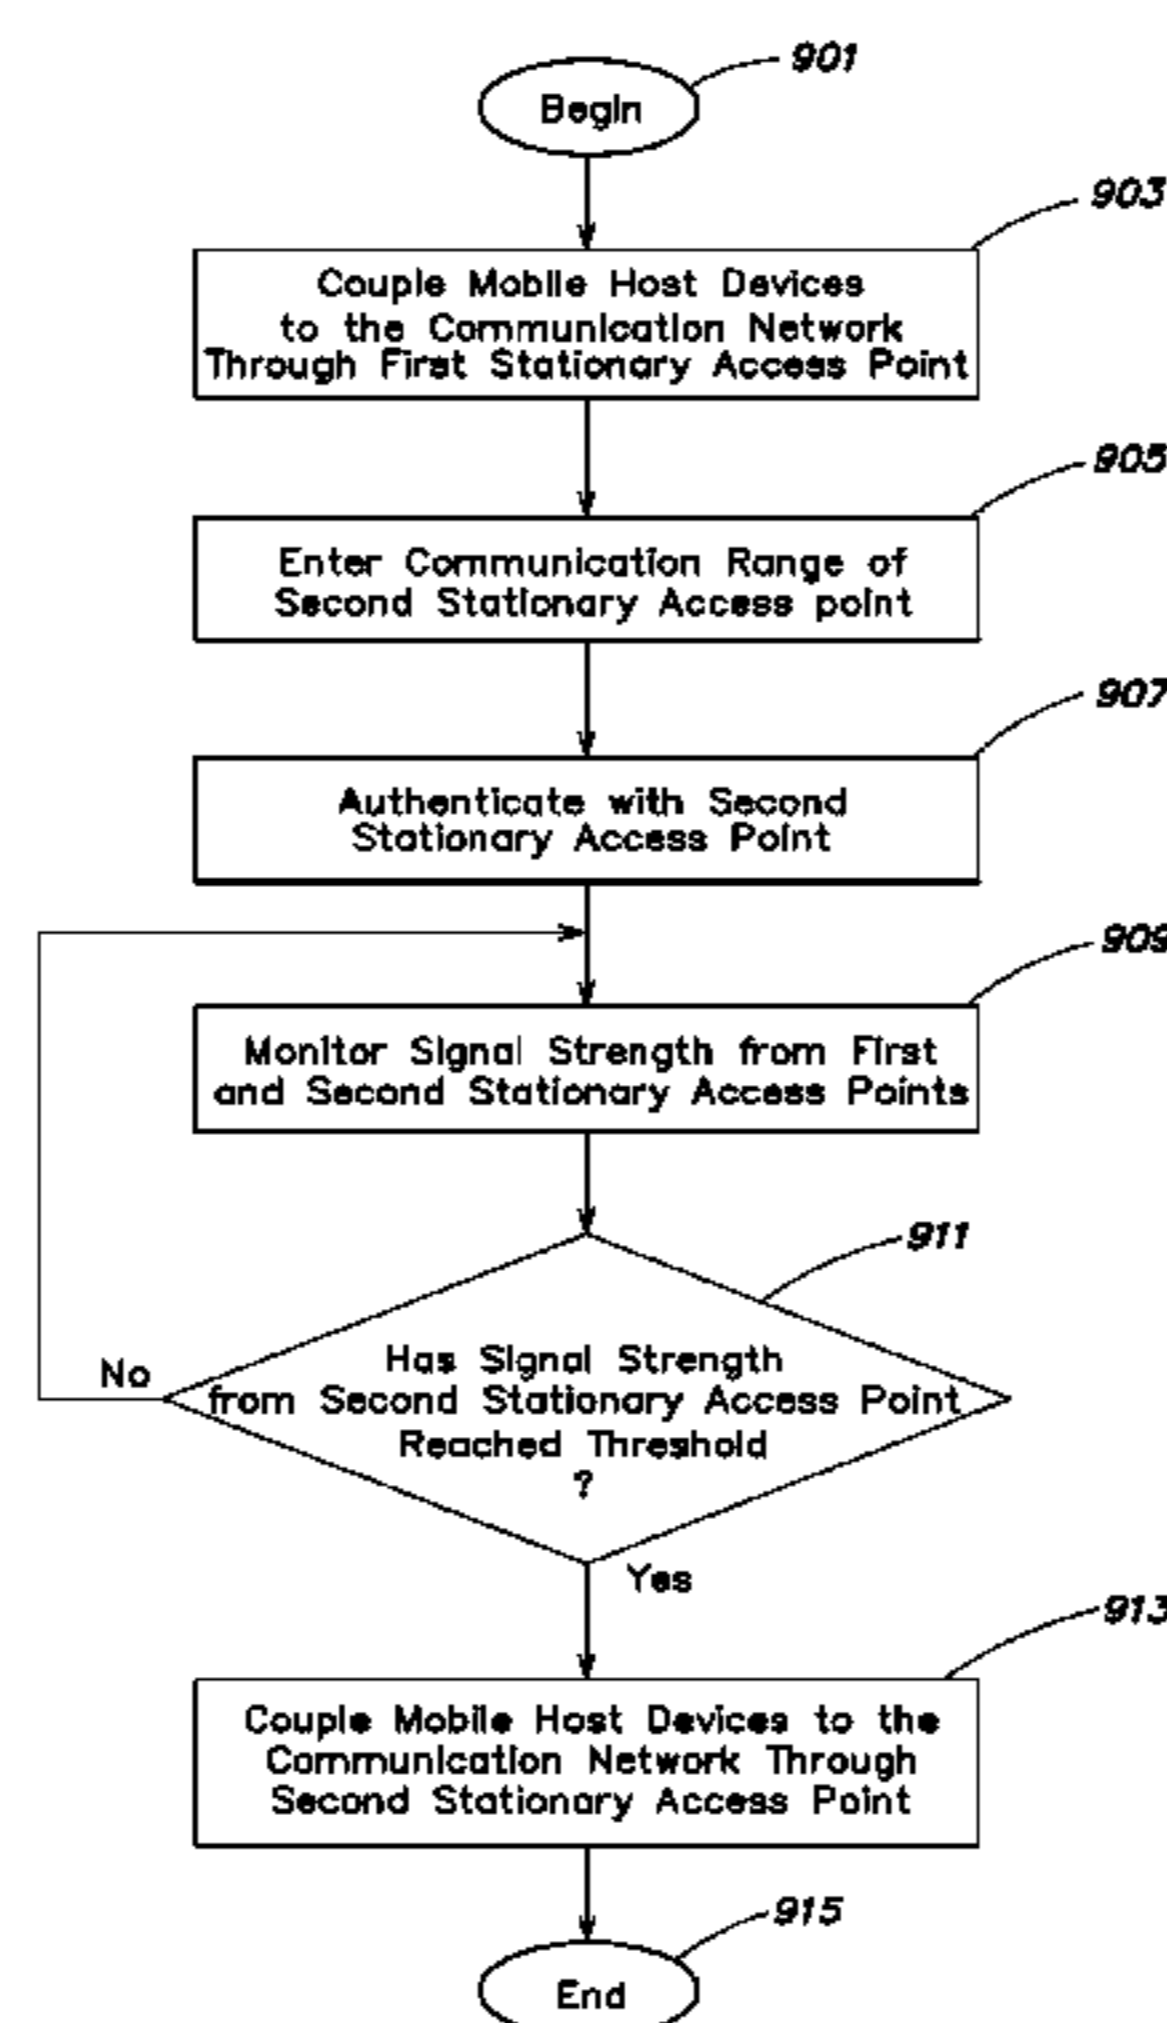 901
Begin
903
Couple Mobile Host Devices
to the Communication Network
Through First Stationary Access Point
905
Enter Communication Range of
Second Stationary Access point
907
Authenticate with Second
Stationary Access Point
909
Monitor Signal Strength from First
and Second Stationary Access Points
911
Has Signal Strength
from Second Stationary Access Point
Reached Threshold
?
No
Yes
913
Couple Mobile Host Devices to the
Communication Network Through
Second Stationary Access Point
915
End